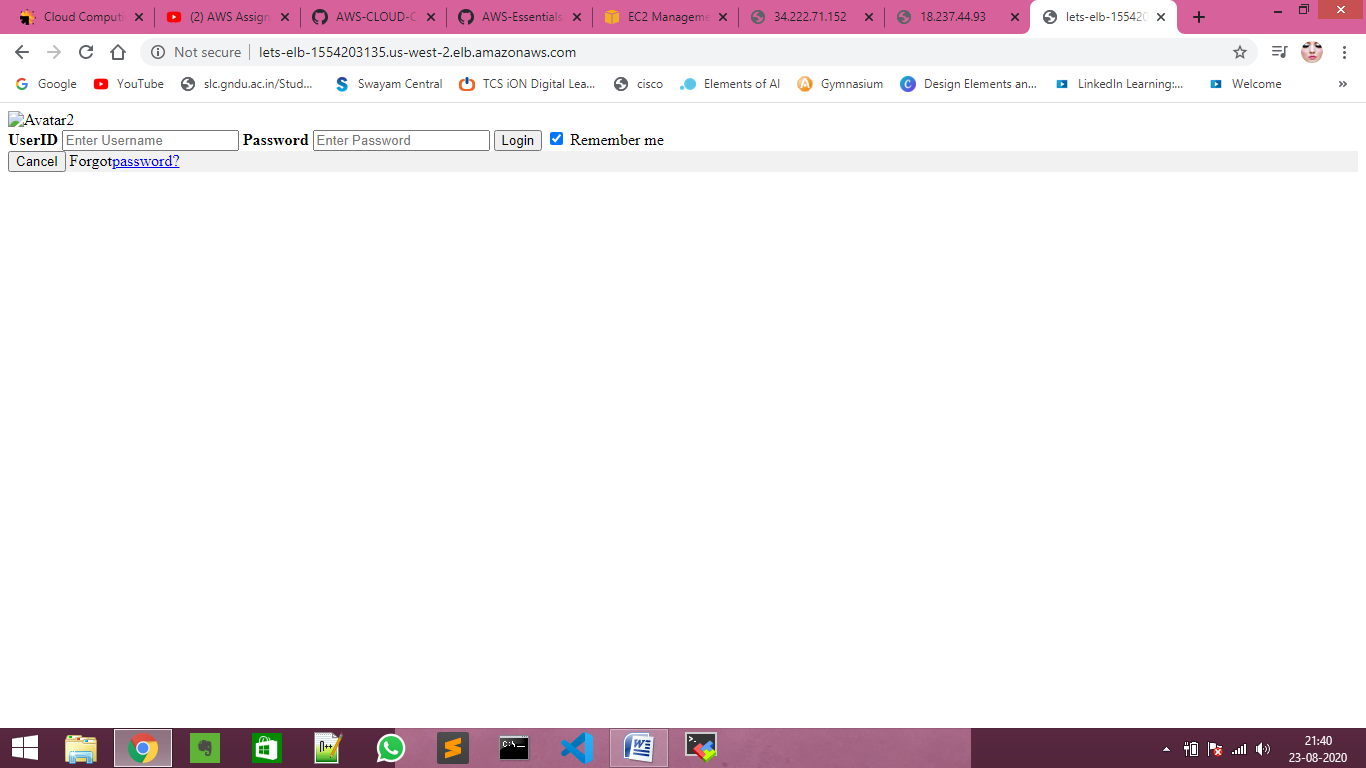 Cloud Comput (2) AWS Assign AWS-CLOUD-C AWS-Essentials EC2 Manageme 34.222.71.152 18.237.44.93 lets-elb-155420
Not secure lets-elb-1554203135.us-west-2.elb.amazonaws.com
Google YouTube slc.gndu.ac.in/Stud... Swayam Central TCS iON Digital Lea... cisco Elements of AI Gymnasium Design Elements an... LinkedIn Learning:... Welcome »
Avatar2
UserID Enter Username Password Enter Password Login Remember me
Cancel Forgotpassword?
21:40
23-08-2020